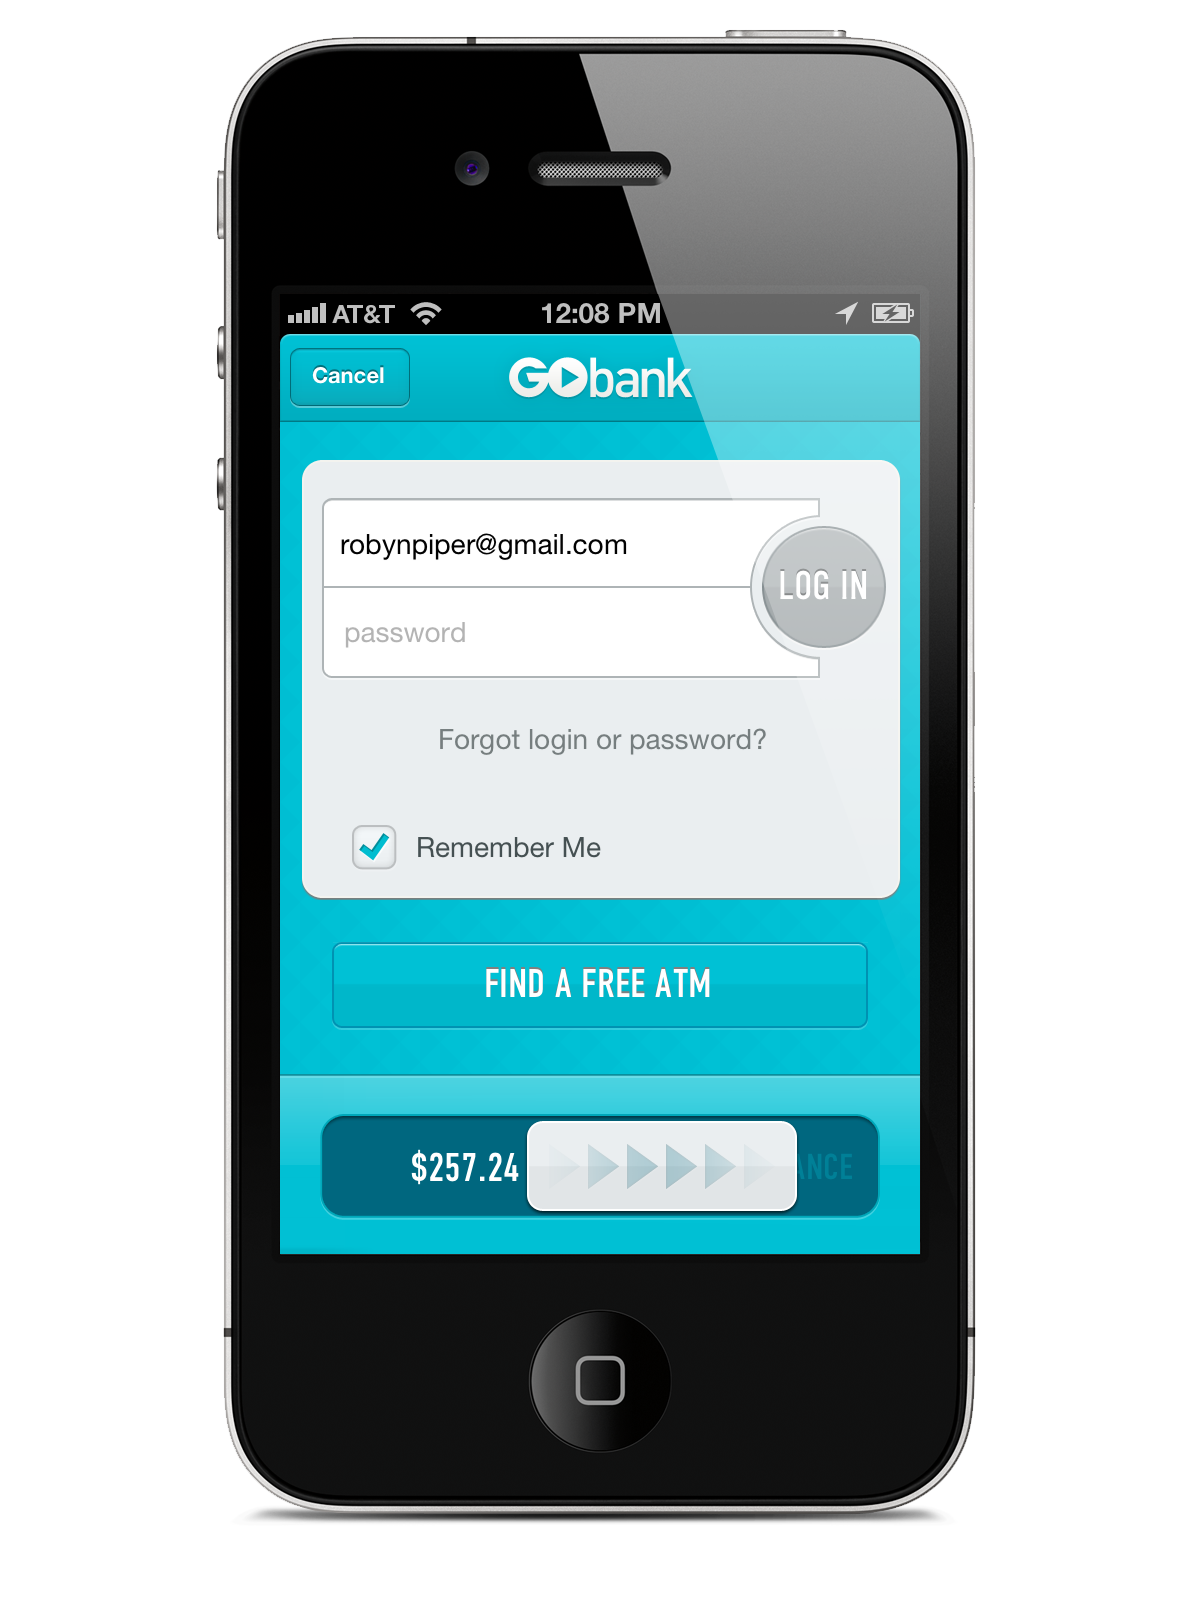 AT&T 12:08 PM
Cancel GObank
robynpiper@gmail.com
LOG IN
password
Forgot login or password?
Remember Me
FIND A FREE ATM
$257.24